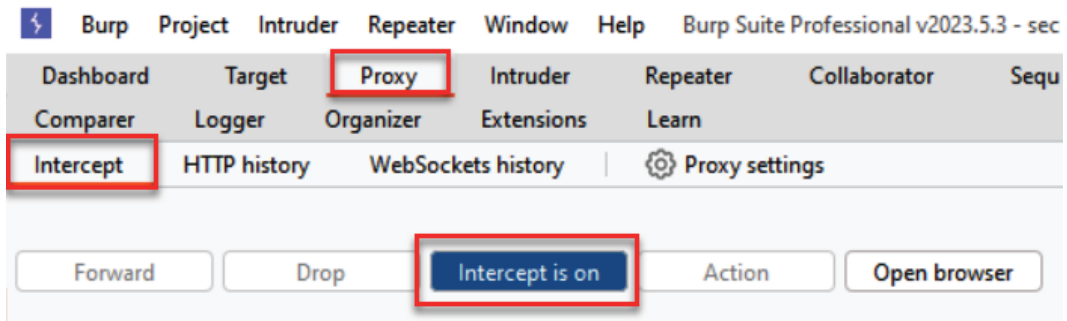 Burp Project Intruder Repeater Window Help Burp Suite Professional v2023.5.3 - sec
Dashboard Target Proxy Intruder Repeater Collaborator Sequ
Comparer Logger Organizer Extensions Learn
Intercept HTTP history WebSockets history Proxy settings
Forward Drop Intercept is on Action Open browser